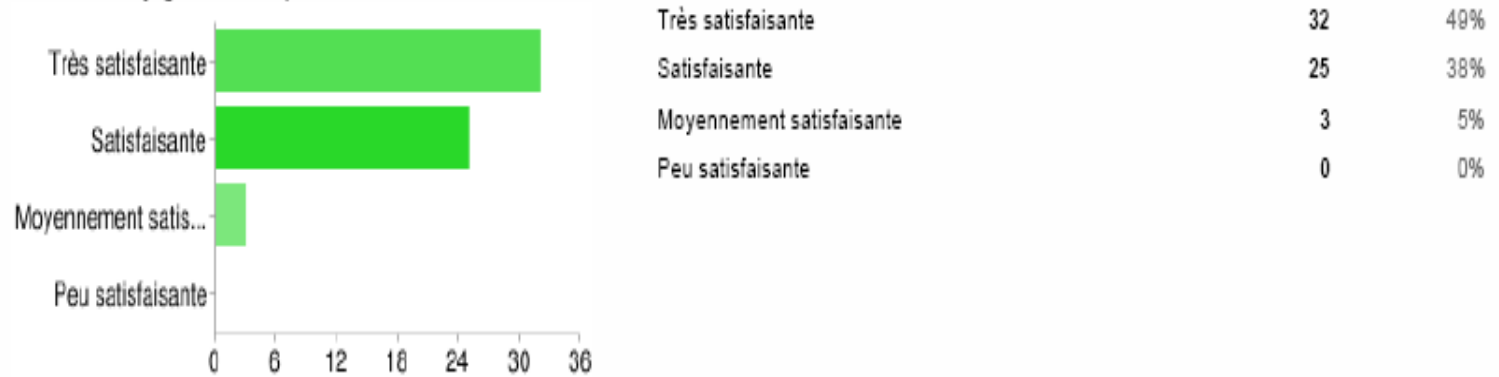 Très satisfaisante
Satisfaisante
Moyennement satis...
Peu satisfaisante
0 6 12 18 24 30 36
Très satisfaisante 32 49%
Satisfaisante 25 38%
Moyennement satisfaisante 3 5%
Peu satisfaisante 0 0%